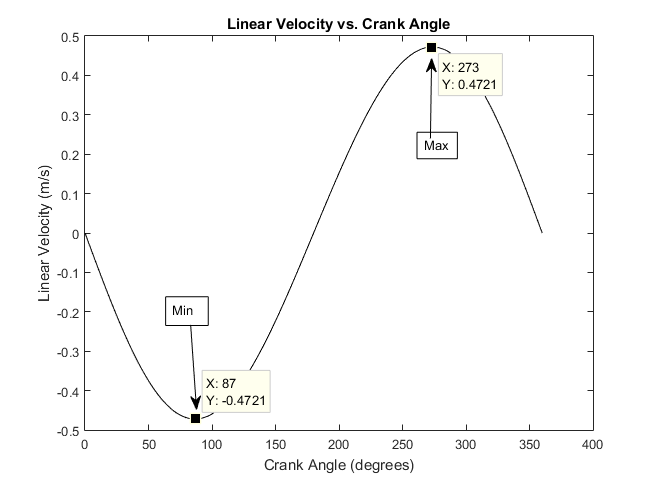 Linear Velocity vs. Crank Angle
0.5
0.4
0.3
0.2
0.1
0
-0.1
-0.2
-0.3
-0.4
-0.5
Linear Velocity (m/s)
X: 273
Y: 0.4721
Max
Min
X: 87
Y: -0.4721
0 50 100 150 200 250 300 350 400
Crank Angle (degrees)